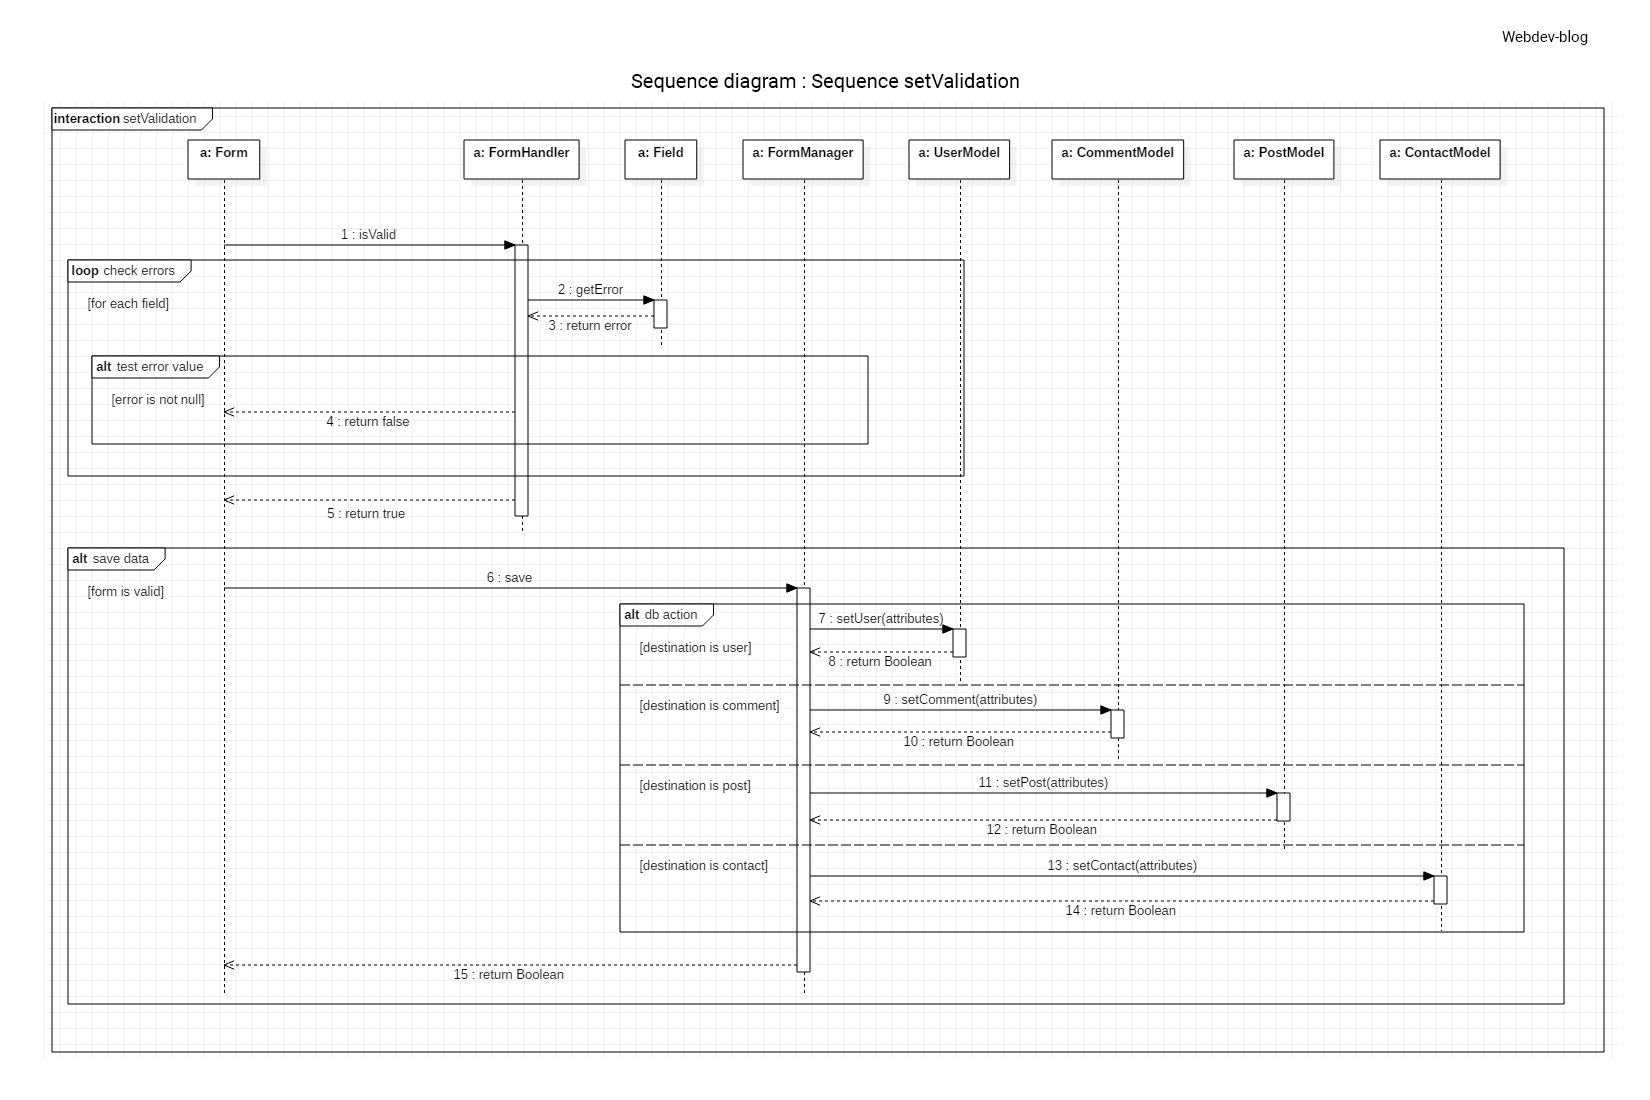 Webdev-blog
Sequence diagram : Sequence setValidation
interaction setValidation
a: Form
a: FormHandler
a: Field
a: FormManager
a: UserModel
a: CommentModel
a: PostModel
a: ContactModel
1 : isValid
loop check errors
[for each field]
2 : getError
3 : return error
alt test error value
[error is not null]
4 : return false
5 : return true
alt save data
[form is valid]
6 : save
alt db action
7 : setUser(attributes)
[destination is user]
8 : return Boolean
9 : setComment(attributes)
[destination is comment]
10 : return Boolean
11 : setPost(attributes)
[destination is post]
12 : return Boolean
13 : setContact(attributes)
[destination is contact]
14 : return Boolean
15 : return Boolean